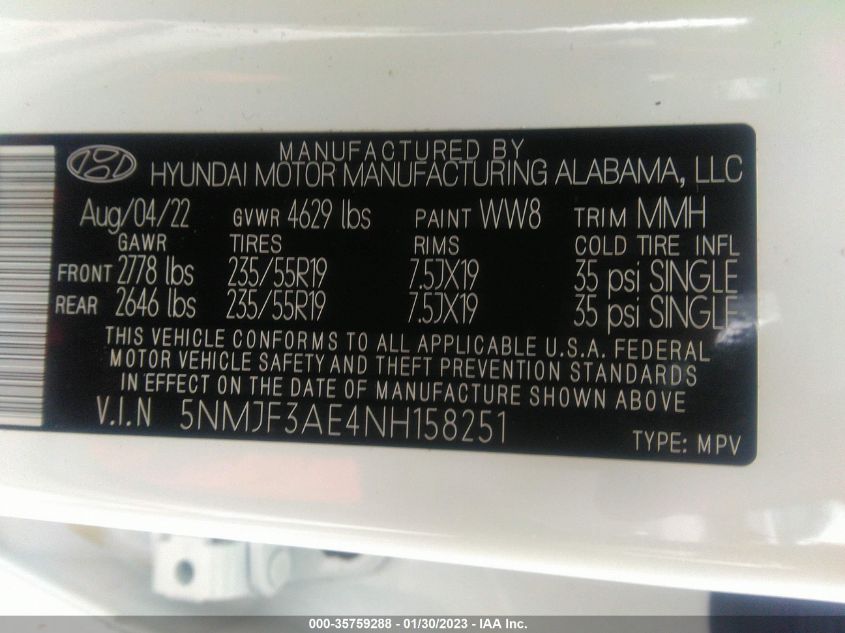 MANUFACTURED BY
HYUNDAI MOTOR MANUFACTURING ALABAMA, LLC
Aug/04/22 GVWR 4629 lbs PAINT WW8 TRIM MMH
GAWR TIRES RIMS COLD TIRE INFL
FRONT 2778 lbs 235/55R19 7.5JX19 35 psi SINGLE
REAR 2646 lbs 235/55R19 7.5JX19 35 psi SINGLE
THIS VEHICLE CONFORMS TO ALL APPLICABLE U.S.A. FEDERAL
MOTOR VEHICLE SAFETY AND THEFT PREVENTION STANDARDS
IN EFFECT ON THE DATE OF MANUFACTURE SHOWN ABOVE
V.I.N 5NMJF3AE4NH158251
TYPE: MPV
000-35759288 - 01/30/2023 - IAA Inc.